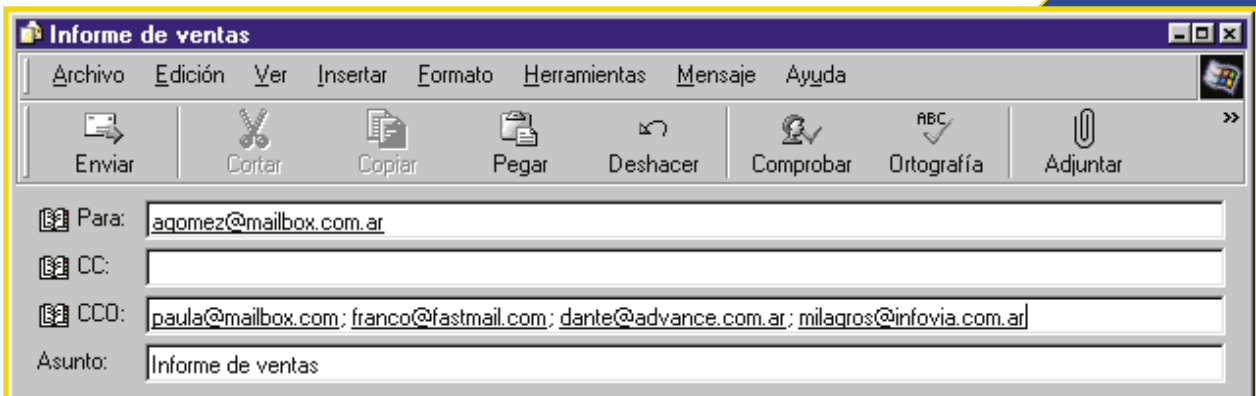 Informe de ventas
Archivo Edición Ver Insertar Formato Herramientas Mensaje Ayuda
ABC
Enviar Cortar Copiar Pegar Deshacer Comprobar Ortografía Adjuntar
Para: agomez@mailbox.com.ar
CC:
CCO: paula@mailbox.com; franco@fastmail.com; dante@advance.com.ar; milagros@infovia.com.ar
Asunto: Informe de ventas